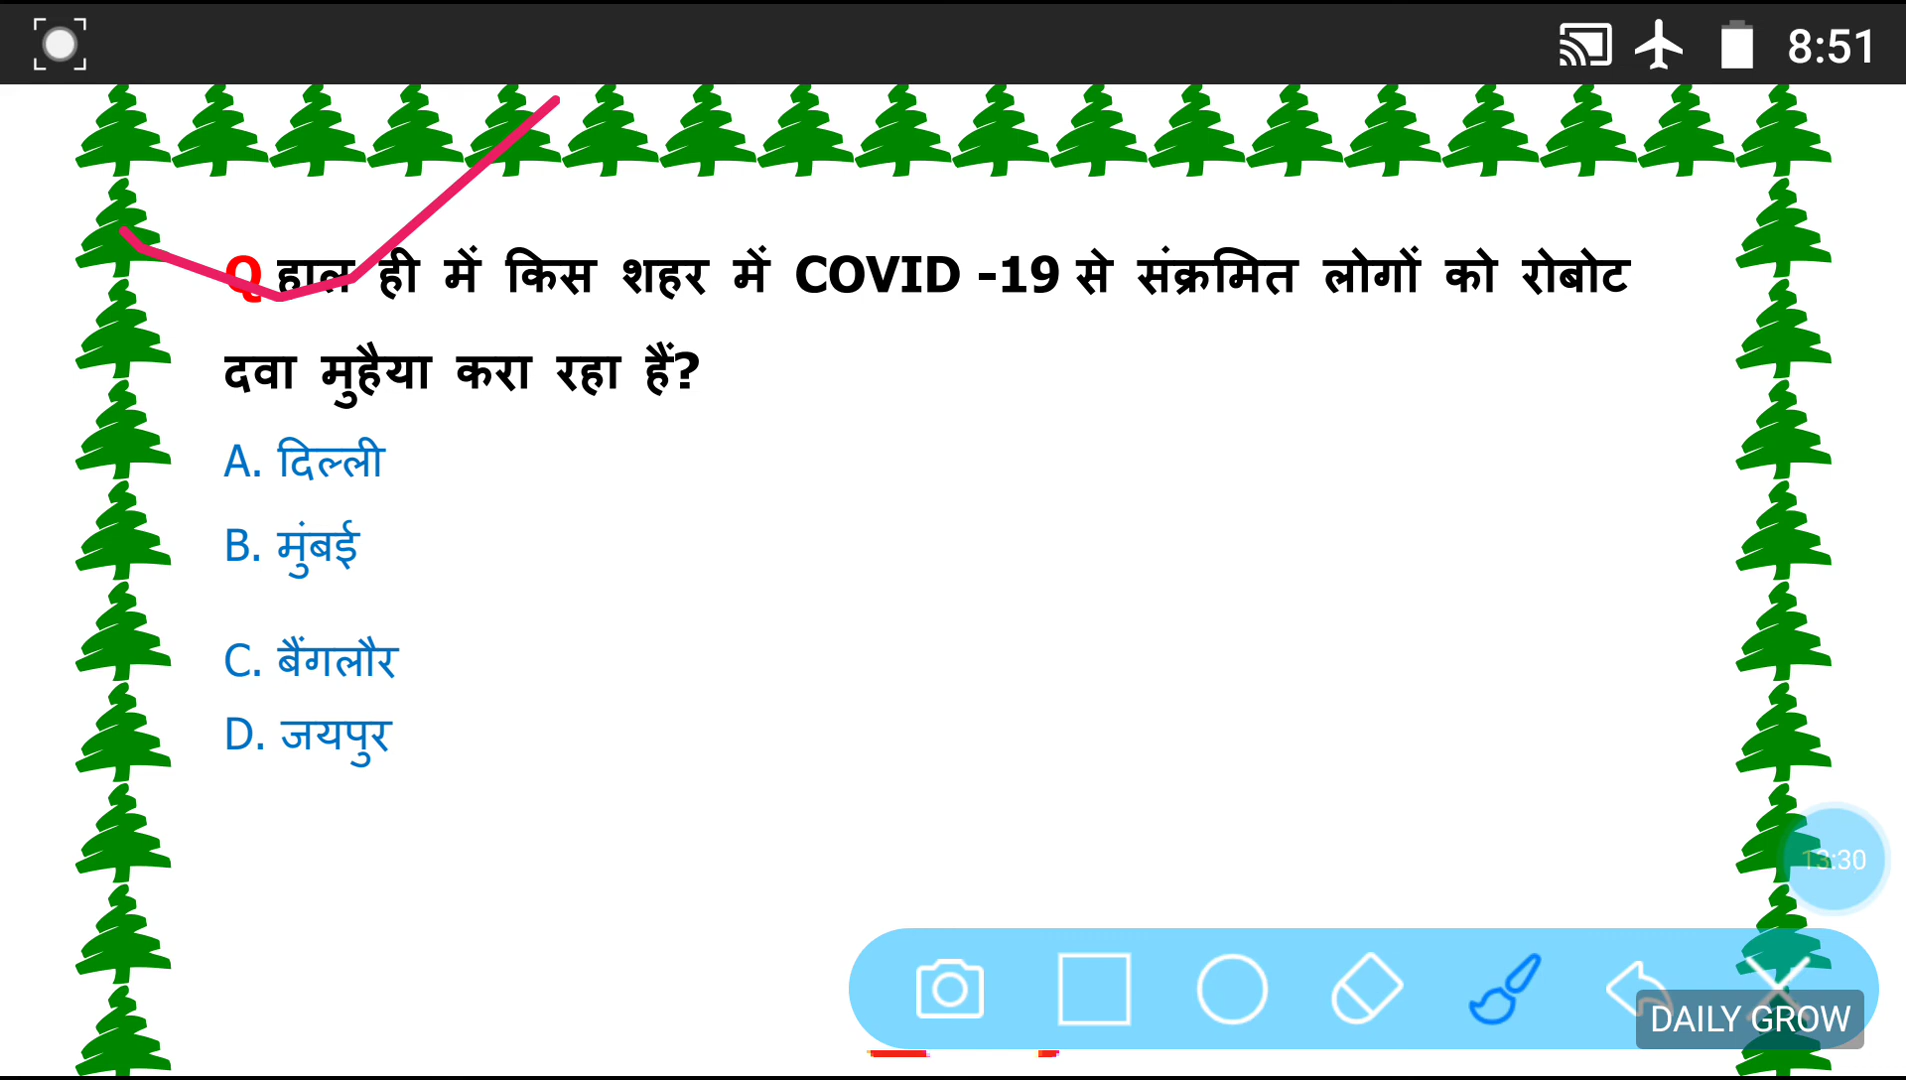 8:51
Q हाल ही में किस शहर में COVID -19 से संक्रमित लोगों को रोबोट
दवा मुहैया करा रहा हैं?
A. दिल्ली
B. मुंबई
C. बैंगलौर
D. जयपुर
13:30
DAILY GROW